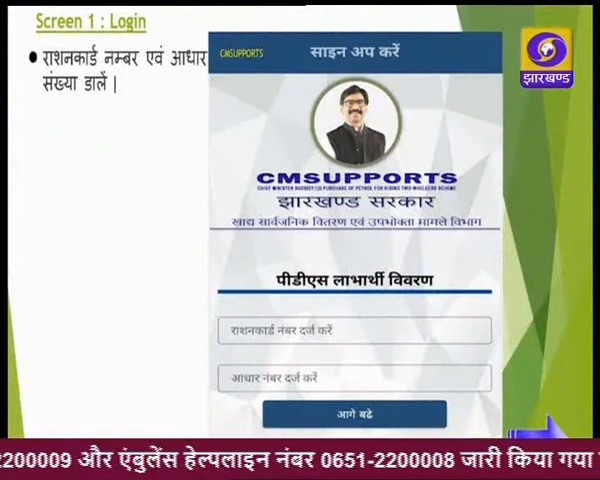 Screen 1 : Login
• राशनकार्ड नम्बर एवं आधार
संख्या डालें |
CMSUPPORTS
साइन अप करें
झारखण्ड
CMSUPPORTS
CHIEF MINISTER SUBSIDY (2) PURCHASE OF PETROL FOR RIDING TWO-WHEELERS SCHEME
झारखण्ड सरकार
खाद्य सार्वजनिक वितरण एवं उपभोक्ता मामले विभाग
पीडीएस लाभार्थी विवरण
राशनकार्ड नंबर दर्ज करें
आधार नंबर दर्ज करें
आगे बढे
2200009 और एंबुलेंस हेल्पलाइन नंबर 0651-2200008 जारी किया गया